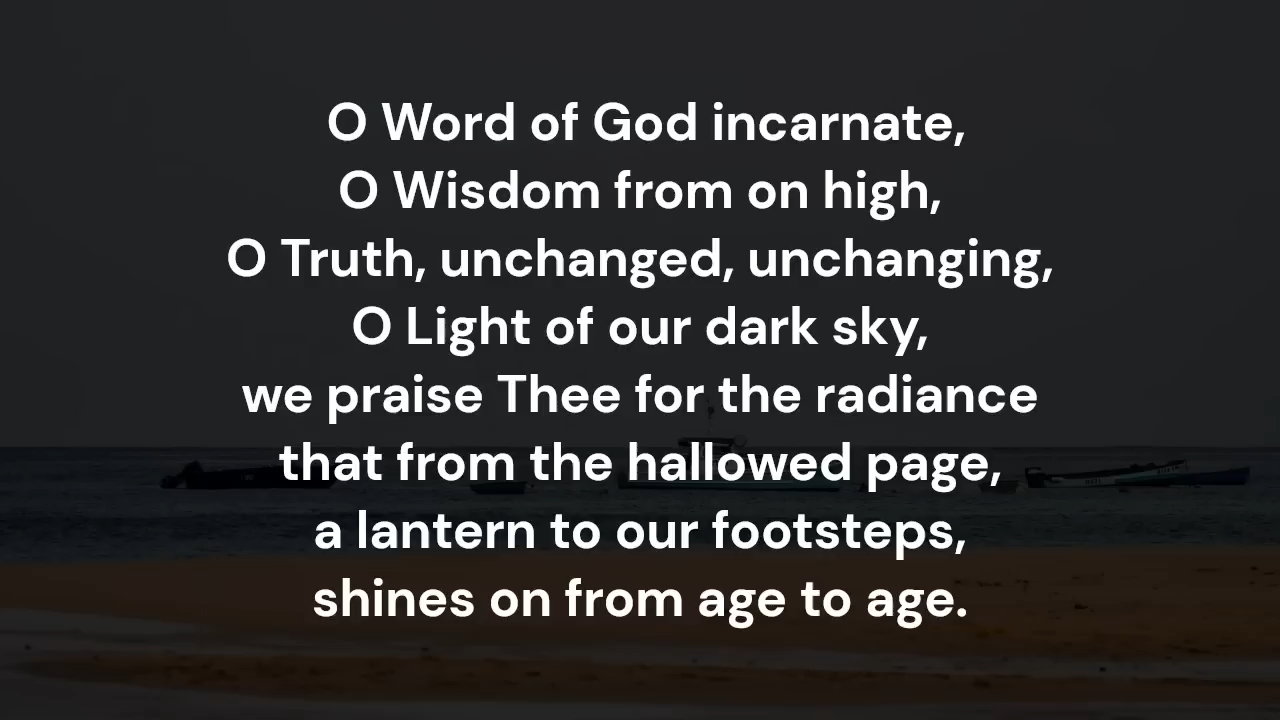 O Word of God incarnate,
O Wisdom from on high,
O Truth, unchanged, unchanging,
O Light of our dark sky,
we praise Thee for the radiance
that from the hallowed page,
a lantern to our footsteps,
shines on from age to age.